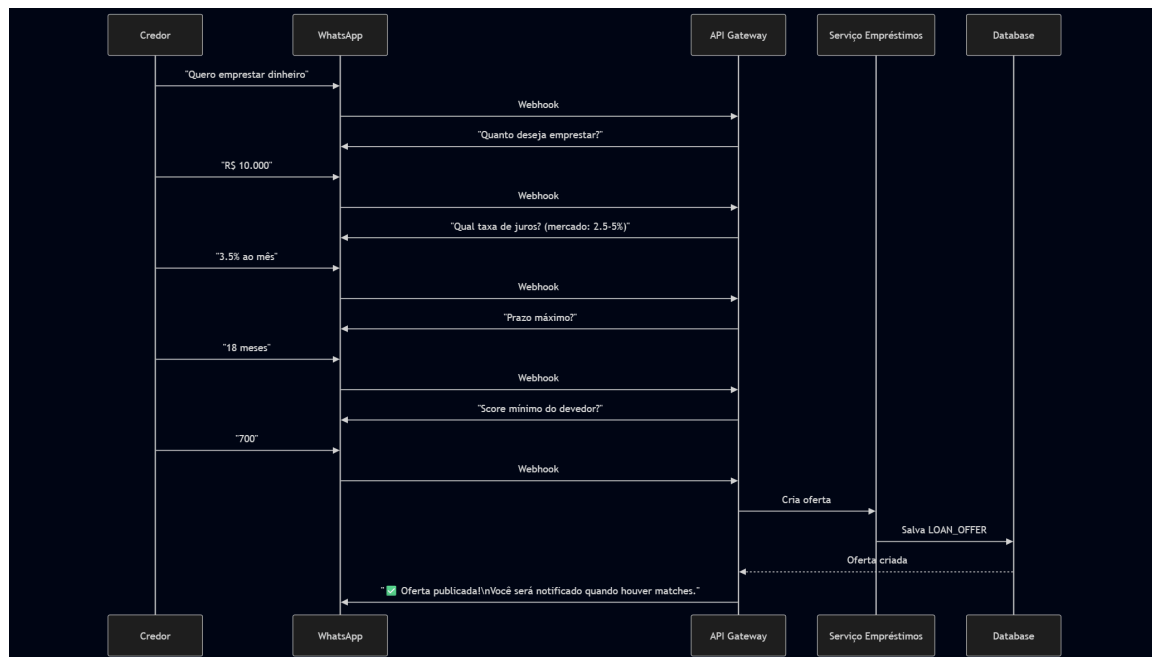 Credor WhatsApp API Gateway Serviço Empréstimos Database
"Quero emprestar dinheiro"
Webhook
"Quanto deseja emprestar?"
"R$ 10.000"
Webhook
"Qual taxa de juros? (mercado: 2.5-5%)"
"3.5% ao mês"
Webhook
"Prazo máximo?"
"18 meses"
Webhook
"Score mínimo do devedor?"
"700"
Webhook
Cria oferta
Salva LOAN_OFFER
Oferta criada
"✅ Oferta publicada!\nVocê será notificado quando houver matches."
Credor WhatsApp API Gateway Serviço Empréstimos Database